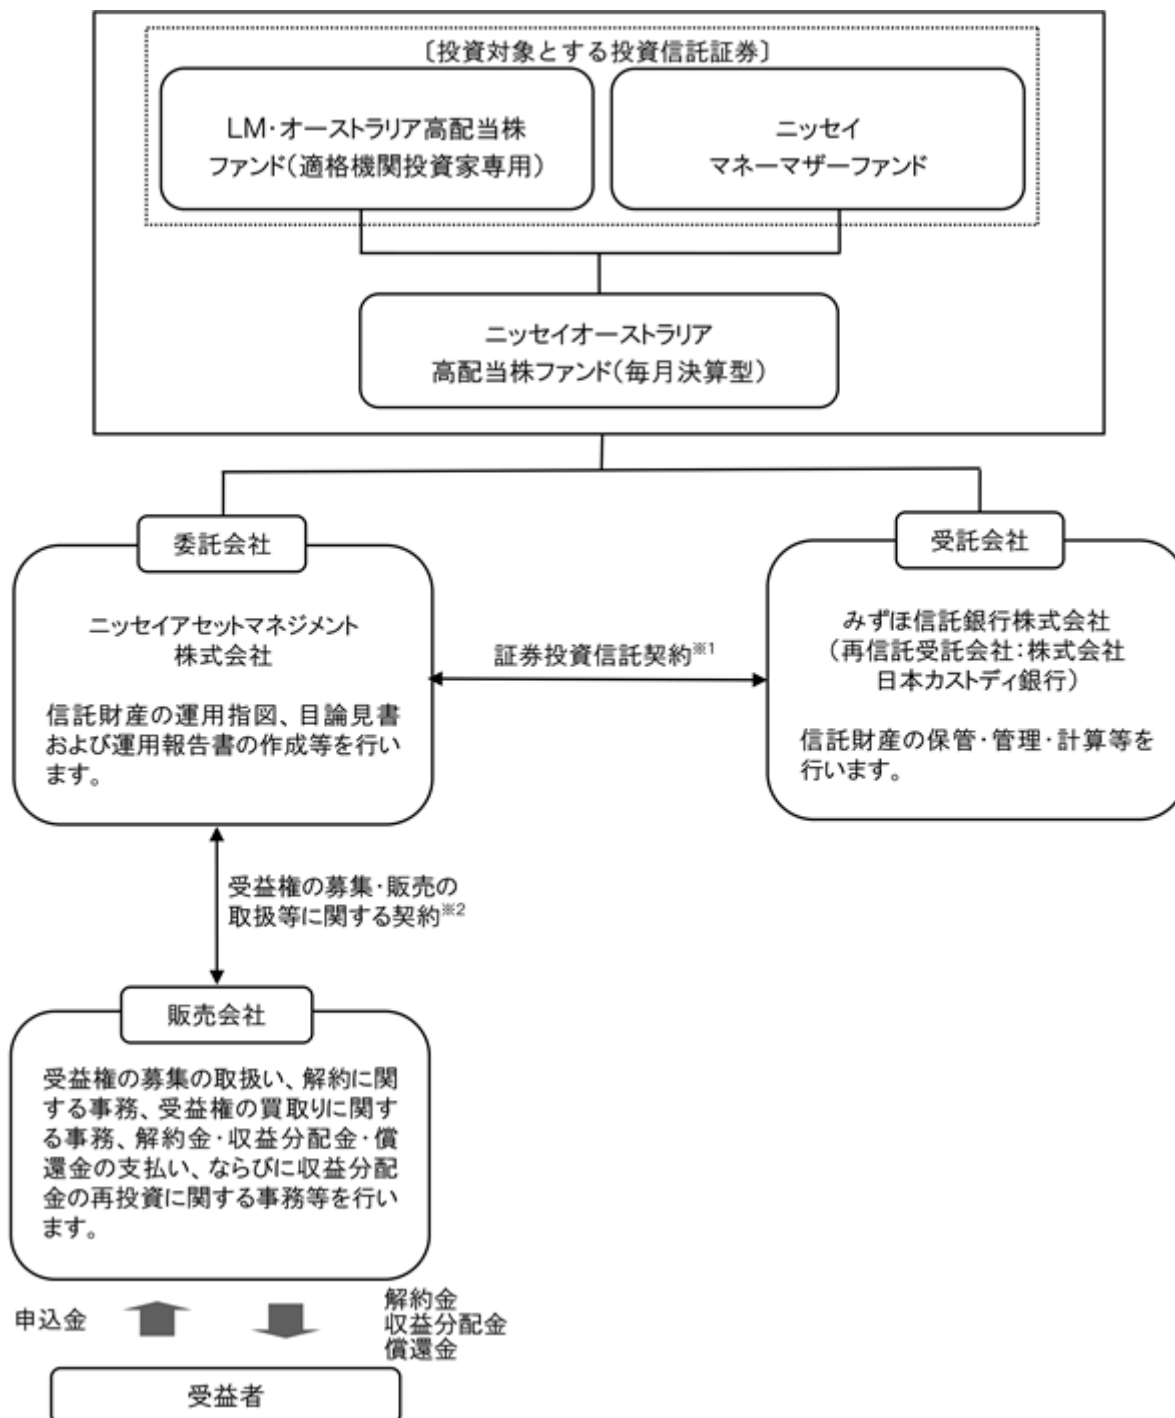 〔投資対象とする投資信託証券〕
LM・オーストラリア高配当株
ファンド(適格機関投資家専用)
ニッセイ
マネーマザーファンド
ニッセイオーストラリア
高配当株ファンド(毎月決算型)
委託会社
ニッセイアセットマネジメント
株式会社
信託財産の運用指図、目論見書
および運用報告書の作成等を行い
ます。
証券投資信託契約※1
受託会社
みずほ信託銀行株式会社
(再信託受託会社:株式会社
日本カストディ銀行)
信託財産の保管・管理・計算等を
行います。
受益権の募集・販売の
取扱等に関する契約※2
販売会社
受益権の募集の取扱い、解約に関
する事務、受益権の買取りに関す
る事務、解約金・収益分配金・償
還金の支払い、ならびに収益分配
金の再投資に関する事務等を行い
ます。
申込金
解約金
収益分配金
償還金
受益者